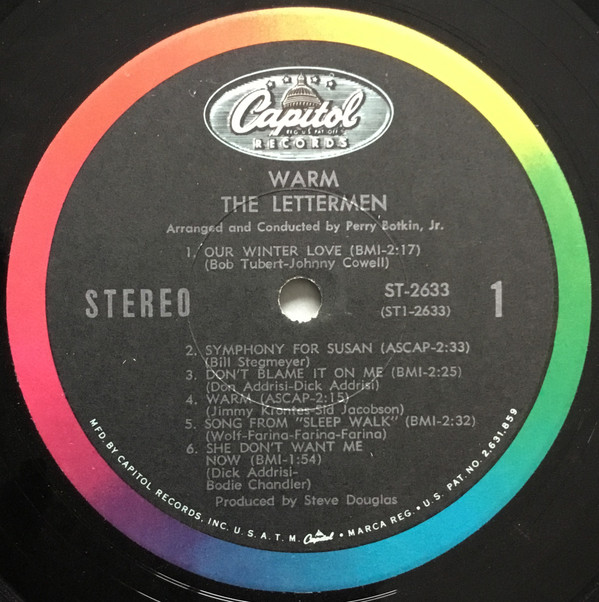 Capitol
REG. U.S. PAT. OFF.
RECORDS
WARM
THE LETTERMEN
Arranged and Conducted by Perry Botkin, Jr.
1. OUR WINTER LOVE (BMI-2:17)
(Bob Tubert-Johnny Cowell)
STEREO
ST-2633
(ST1-2633)
1
2. SYMPHONY FOR SUSAN (ASCAP-2:33)
(Bill Stegmeyer)
3. DON'T BLAME IT ON ME (BMI-2:25)
(Don Addrisi-Dick Addrisi)
4. WARM (ASCAP-2:15)
(Jimmy Krontes-Sid Jacobson)
5. SONG FROM "SLEEP WALK" (BMI-2:32)
(Wolf-Farina-Farina-Farina)
6. SHE DON'T WANT ME
NOW (BMI-1:54)
(Dick Addrisi-
Bodie Chandler)
Produced by Steve Douglas
MFD. BY CAPITOL RECORDS, INC. U.S.A. T.M. Capitol • MARCA REG. • U.S. PAT. NO. 2,631,859